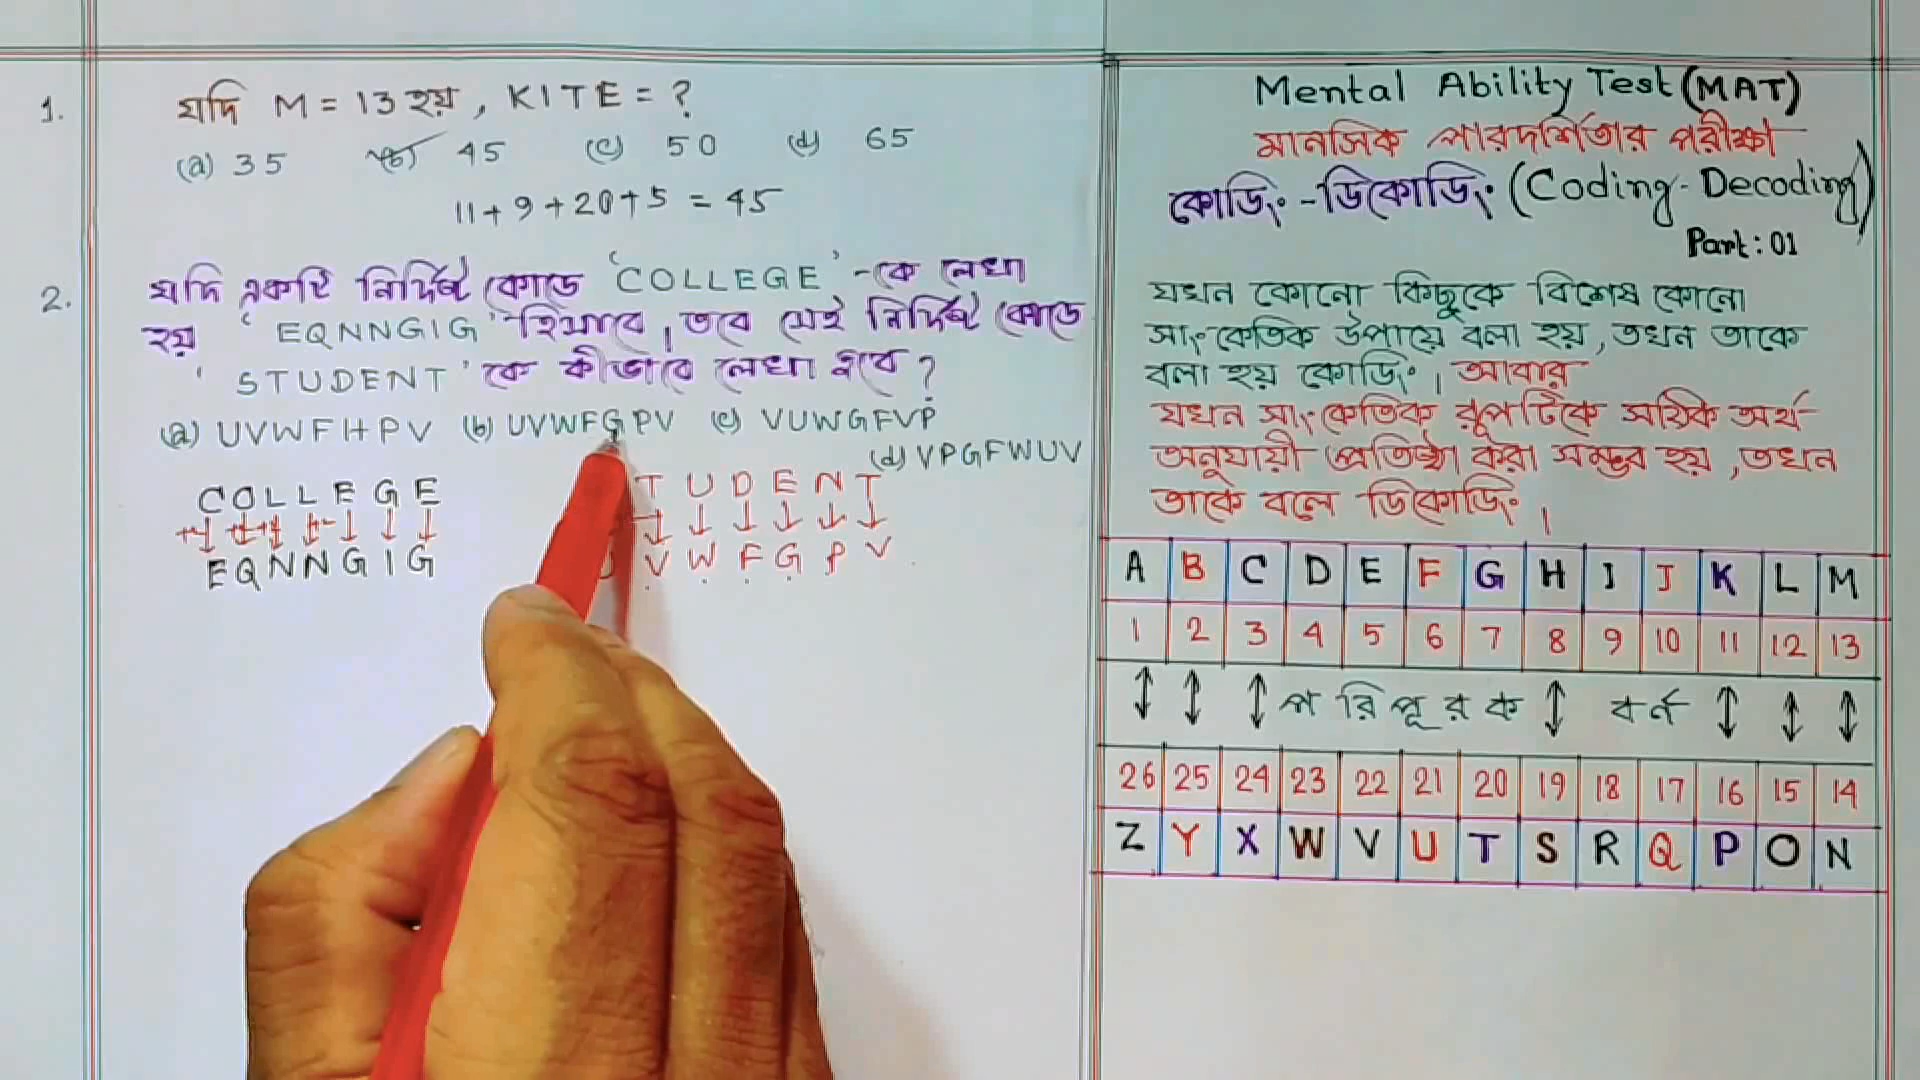 1. যদি M = 13 হয়, KITE = ?
(a) 35 (b) 45 (c) 50 (d) 65
11 + 9 + 20 + 5 = 45
2. যদি একটি নির্দিষ্ট কোডে 'COLLEGE' -কে লেখা
হয় 'EQNNGIG' হিসাবে, তবে সেই নির্দিষ্ট কোডে
'STUDENT' কে কীভাবে লেখা হবে ?
(a) UVWFHPV (b) UVWFGPV (c) VUWGFVP
(d) VPGFWUV
COLLEGE
EQNNGIG
TUDENT
VWFGPV
Mental Ability Test (MAT)
মানসিক পারদর্শিতার পরীক্ষা
কোডিং -ডিকোডিং (Coding-Decoding)
Part: 01
যখন কোনো কিছুকে বিশেষ কোনো
সাংকেতিক উপায়ে বলা হয়, তখন তাকে
বলা হয় কোডিং । আবার
যখন সাংকেতিক রূপটিকে সঠিক অর্থ
অনুযায়ী প্রতিষ্ঠা করা সম্ভব হয়, তখন
তাকে বলে ডিকোডিং ।
A B C D E F G H I J K L M
1 2 3 4 5 6 7 8 9 10 11 12 13
পরিপূরক বর্ন
26 25 24 23 22 21 20 19 18 17 16 15 14
Z Y X W V U T S R Q P O N